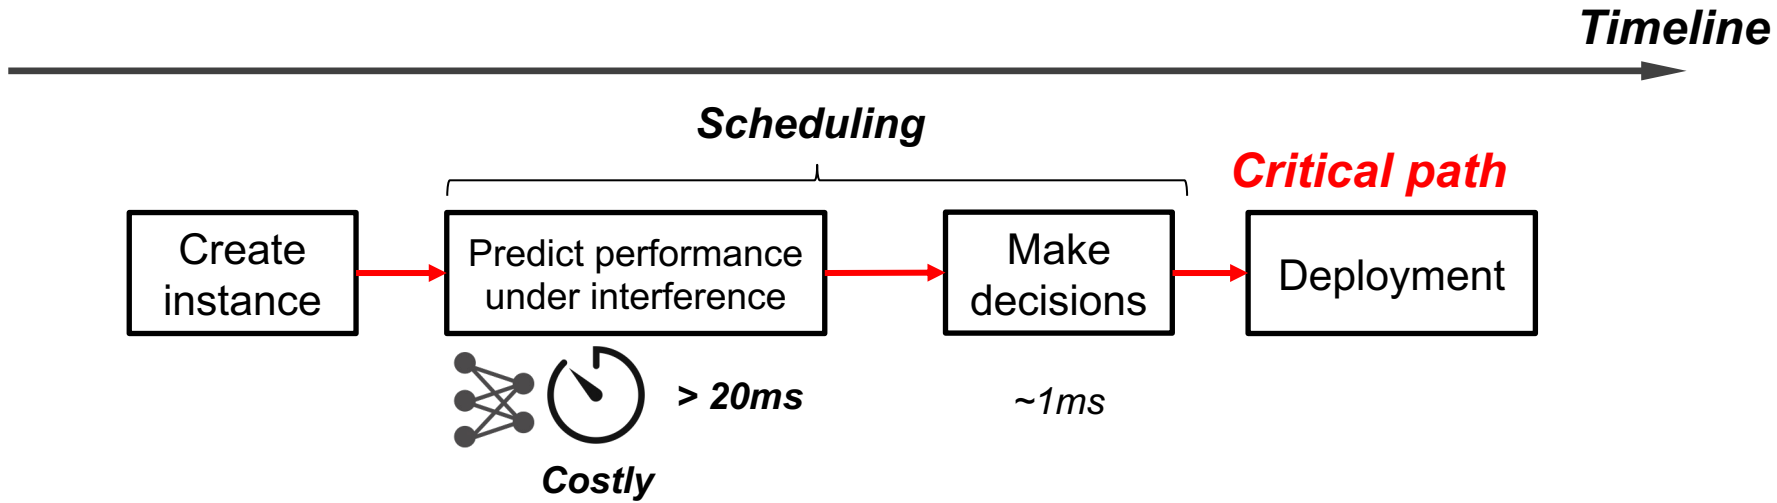 Timeline
Scheduling
Critical path
Create
instance
Predict performance
under interference
Make
decisions
Deployment
> 20ms
~1ms
Costly